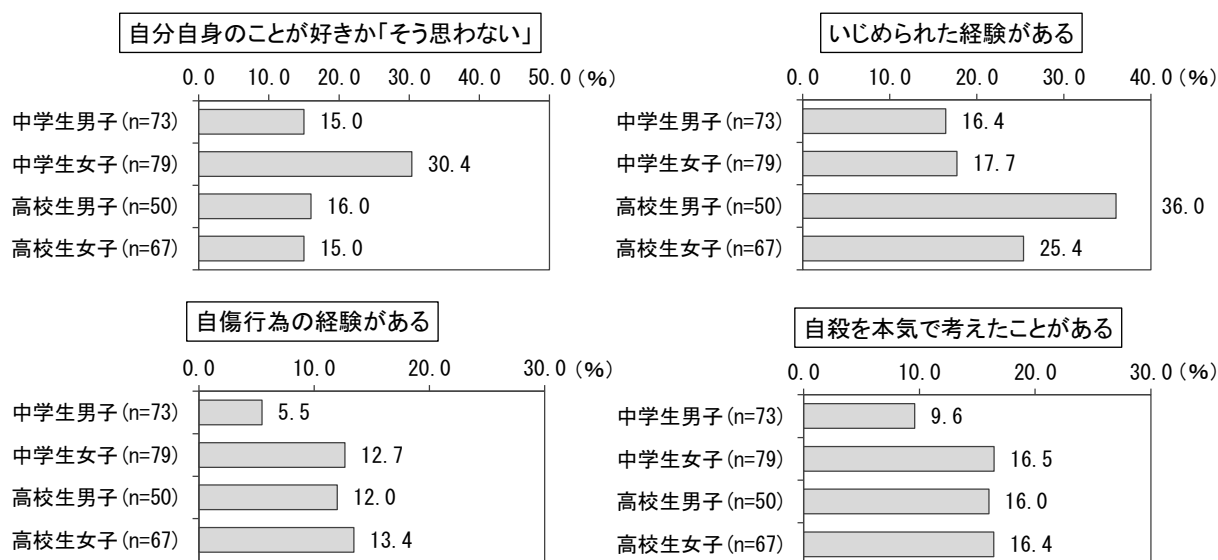 自分自身のことが好きか「そう思わない」
0.0 10.0 20.0 30.0 40.0 50.0 (%)
中学生男子(n=73) 15.0
中学生女子(n=79) 30.4
高校生男子(n=50) 16.0
高校生女子(n=67) 15.0
いじめられた経験がある
0.0 10.0 20.0 30.0 40.0 (%)
中学生男子(n=73) 16.4
中学生女子(n=79) 17.7
高校生男子(n=50) 36.0
高校生女子(n=67) 25.4
自傷行為の経験がある
0.0 10.0 20.0 30.0 (%)
中学生男子(n=73) 5.5
中学生女子(n=79) 12.7
高校生男子(n=50) 12.0
高校生女子(n=67) 13.4
自殺を本気で考えたことがある
0.0 10.0 20.0 30.0 (%)
中学生男子(n=73) 9.6
中学生女子(n=79) 16.5
高校生男子(n=50) 16.0
高校生女子(n=67) 16.4